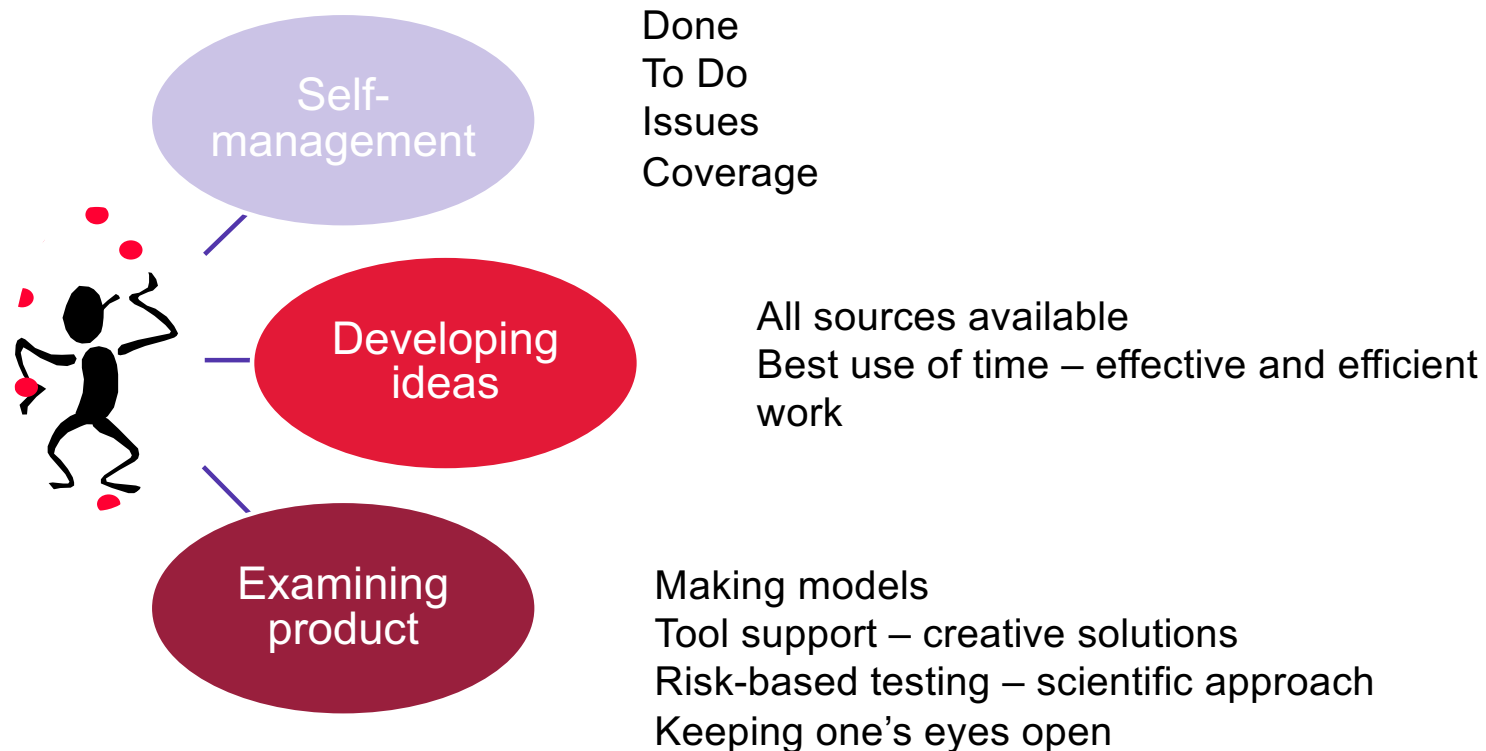 Self-
management
Done
To Do
Issues
Coverage
Developing
ideas
All sources available
Best use of time – effective and efficient
work
Examining
product
Making models
Tool support – creative solutions
Risk-based testing – scientific approach
Keeping one’s eyes open